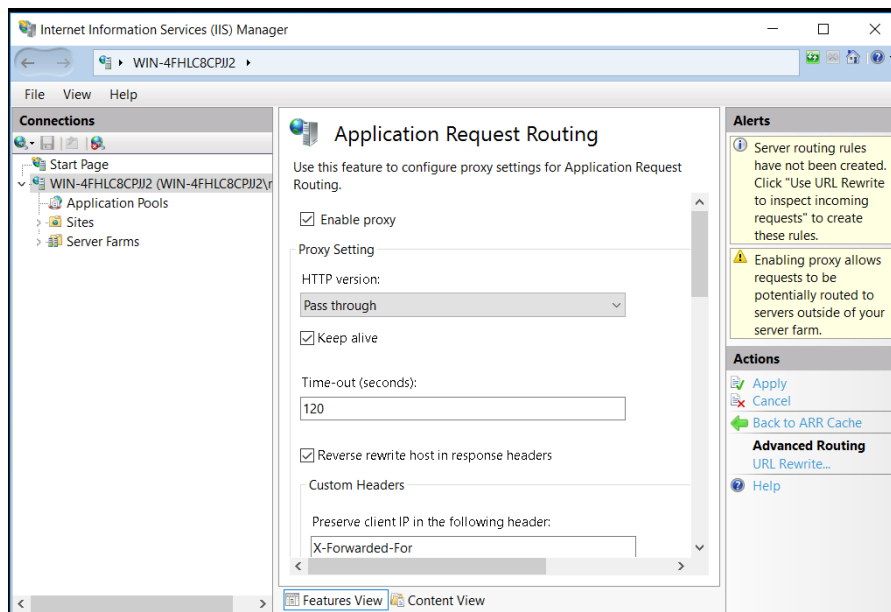 Internet Information Services (IIS) Manager
WIN-4FHLC8CPJJ2
File View Help
Connections
Start Page
WIN-4FHLC8CPJJ2 (WIN-4FHLC8CPJJ2\r
Application Pools
Sites
Server Farms
Application Request Routing
Use this feature to configure proxy settings for Application Request
Routing.
Enable proxy
Proxy Setting
HTTP version:
Pass through
Keep alive
Time-out (seconds):
120
Reverse rewrite host in response headers
Custom Headers
Preserve client IP in the following header:
X-Forwarded-For
Features View
Content View
Alerts
Server routing rules
have not been created.
Click "Use URL Rewrite
to inspect incoming
requests" to create
these rules.
Enabling proxy allows
requests to be
potentially routed to
servers outside of your
server farm.
Actions
Apply
Cancel
Back to ARR Cache
Advanced Routing
URL Rewrite...
Help